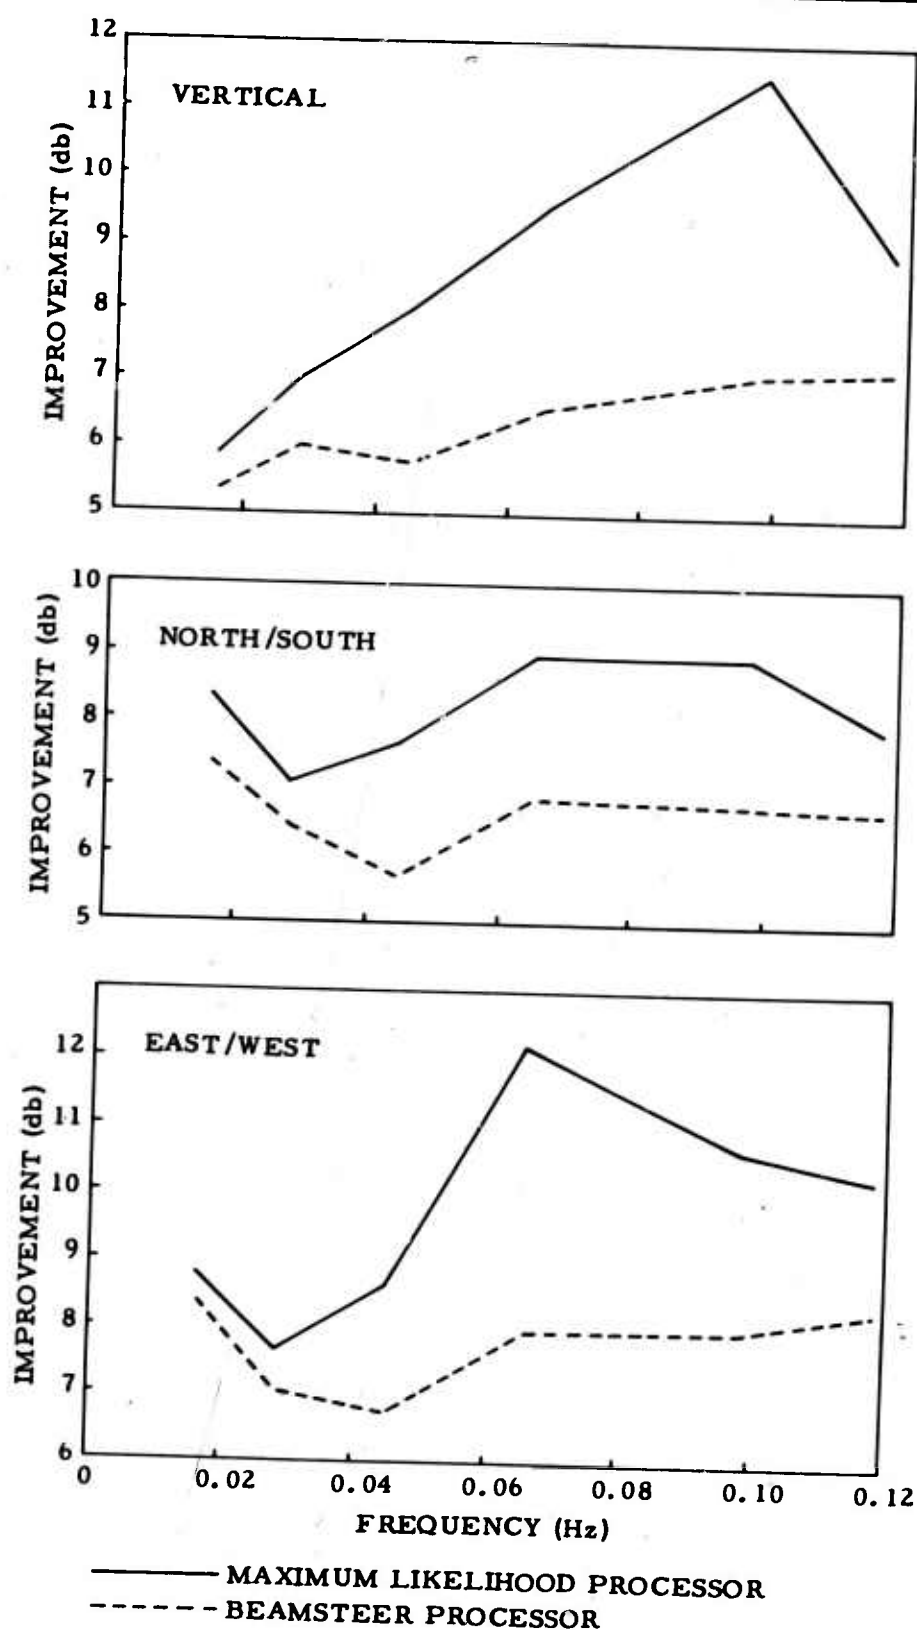 12
VERTICAL
11
10
9
8
7
6
5
IMPROVEMENT (db)
10
NORTH/SOUTH
9
8
7
6
5
IMPROVEMENT (db)
EAST/WEST
12
11
10
9
8
7
6
IMPROVEMENT (db)
0 0.02 0.04 0.06 0.08 0.10 0.12
FREQUENCY (Hz)
MAXIMUM LIKELIHOOD PROCESSOR
BEAMSTEER PROCESSOR